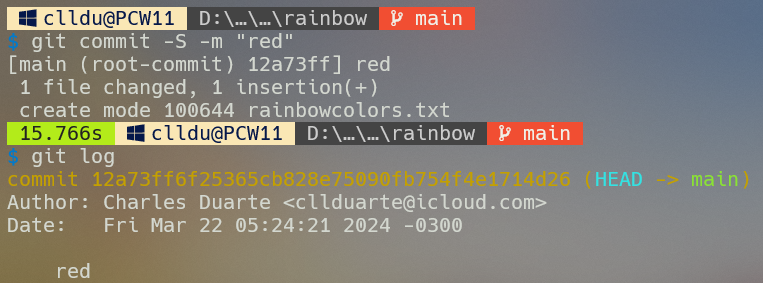 clldu@PCW11 D:\…\…\rainbow main
$ git commit -S -m "red"
[main (root-commit) 12a73ff] red
 1 file changed, 1 insertion(+)
 create mode 100644 rainbowcolors.txt
15.766s clldu@PCW11 D:\…\…\rainbow main
$ git log
commit 12a73ff6f25365cb828e75090fb754f4e1714d26 (HEAD -> main)
Author: Charles Duarte <cllduarte@icloud.com>
Date:   Fri Mar 22 05:24:21 2024 -0300
    red